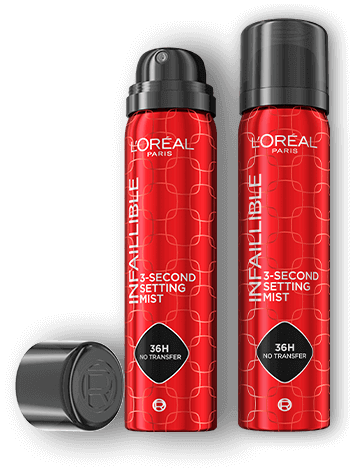 L'ORÉAL
PARIS
INFAILLIBLE
3-SECOND
SETTING
MIST
36H
NO TRANSFER
L'ORÉAL
PARIS
INFAILLIBLE
3-SECOND
SETTING
MIST
36H
NO TRANSFER